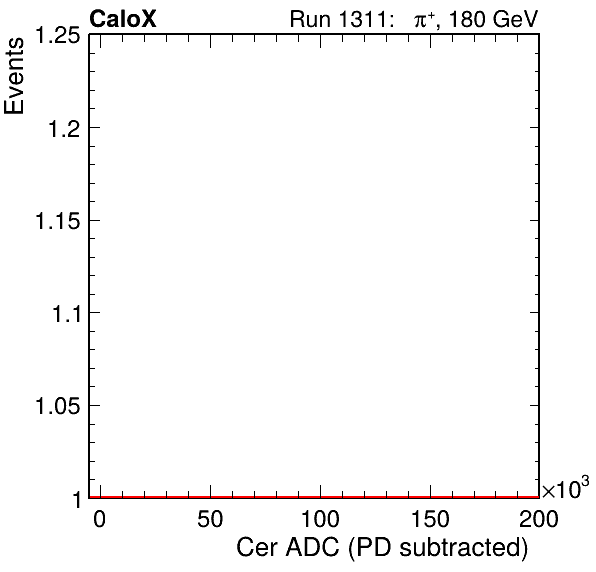 CaloX Run 1311: π⁺, 180 GeV
Events
1.25
1.2
1.15
1.1
1.05
1
0 50 100 150 200
×10³
Cer ADC (PD subtracted)